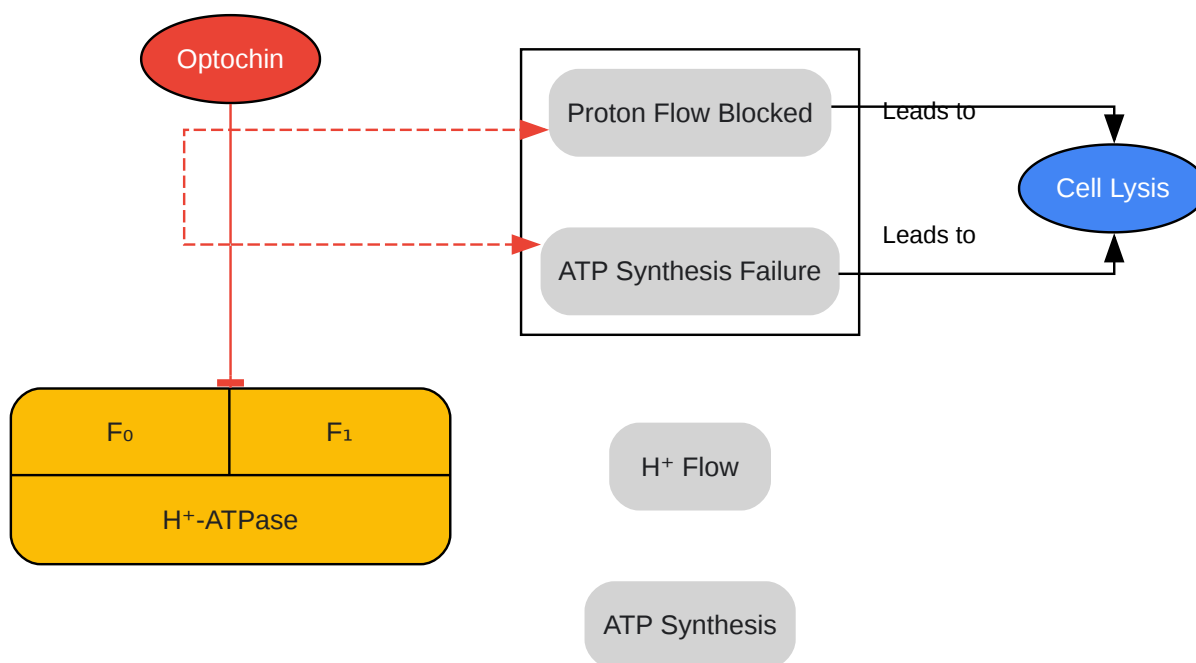 Optochin
Proton Flow Blocked
Leads to
Cell Lysis
ATP Synthesis Failure
Leads to
F₀
F₁
H⁺-ATPase
H⁺ Flow
ATP Synthesis